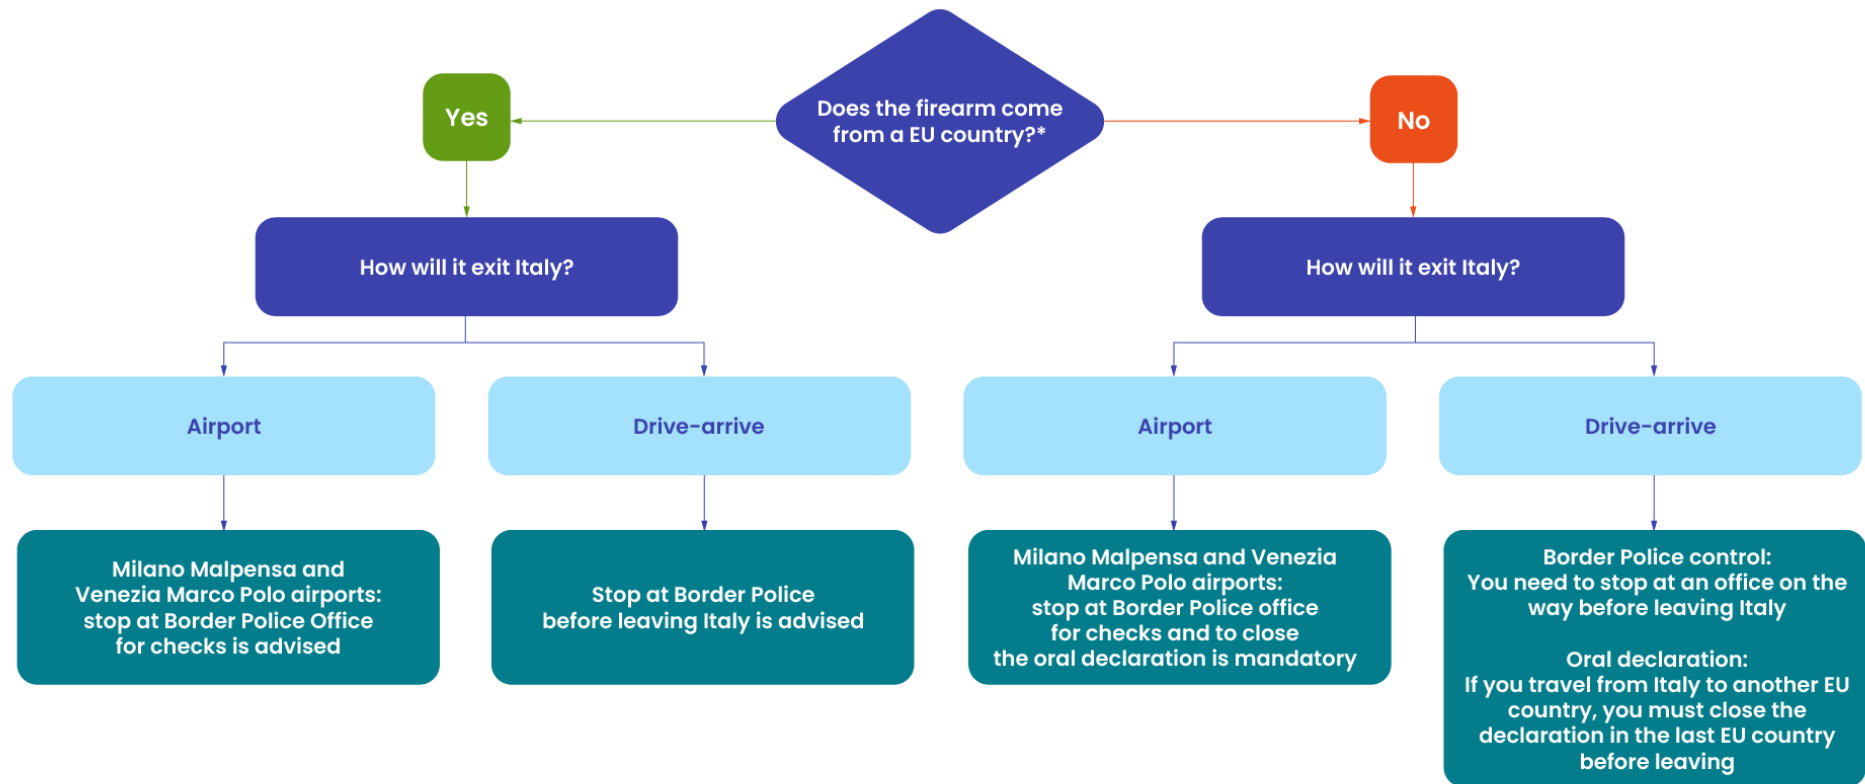 Does the firearm come
from a EU country?*
Yes
No
How will it exit Italy?
How will it exit Italy?
Airport
Drive-arrive
Airport
Drive-arrive
Milano Malpensa and
Venezia Marco Polo airports:
stop at Border Police Office
for checks is advised
Stop at Border Police
before leaving Italy is advised
Milano Malpensa and Venezia
Marco Polo airports:
stop at Border Police office
for checks and to close
the oral declaration is mandatory
Border Police control:
You need to stop at an office on the
way before leaving Italy
Oral declaration:
If you travel from Italy to another EU
country, you must close the
declaration in the last EU country
before leaving